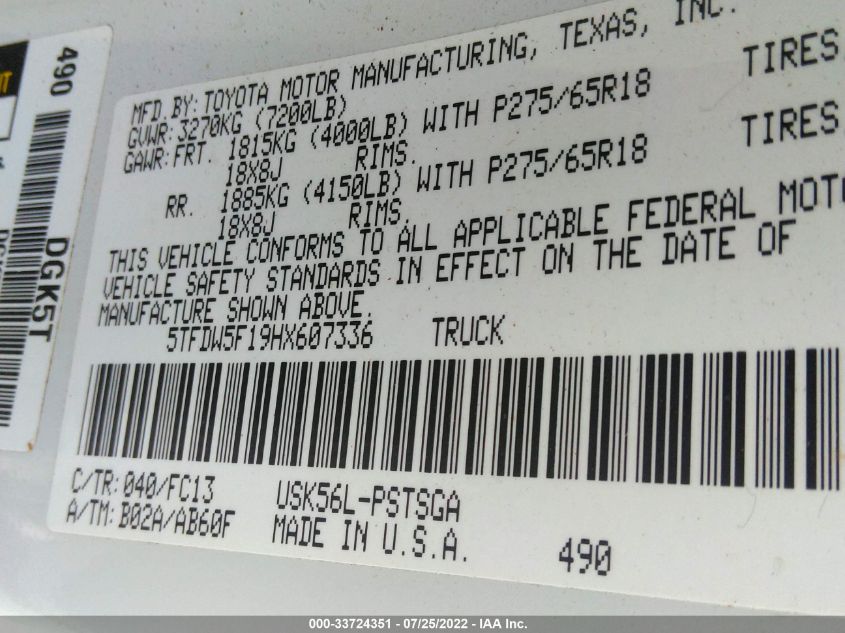 490
DGK5T
MFD.BY:TOYOTA MOTOR MANUFACTURING, TEXAS, INC.
GVWR:3270KG (7200LB)
GAWR:FRT. 1815KG (4000LB) WITH P275/65R18 TIRES,
18X8J RIMS.
RR. 1885KG (4150LB) WITH P275/65R18 TIRES,
18X8J RIMS.
THIS VEHICLE CONFORMS TO ALL APPLICABLE FEDERAL MOTO
VEHICLE SAFETY STANDARDS IN EFFECT ON THE DATE OF
MANUFACTURE SHOWN ABOVE.
5TFDW5F19HX607336 TRUCK
C/TR:040/FC13 USK56L-PSTSGA
A/TM:B02A/AB60F MADE IN U.S.A. 490
000-33724351 - 07/25/2022 - IAAI Inc.